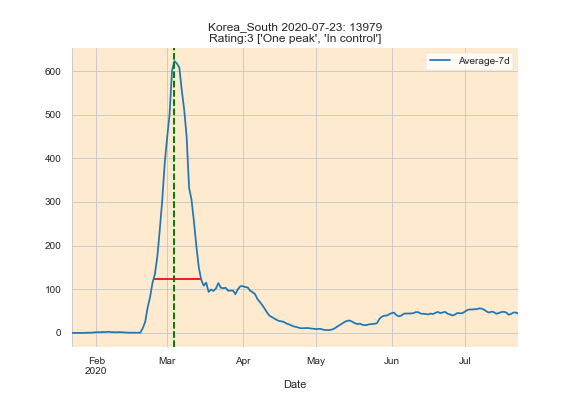 Korea_South 2020-07-23: 13979
Rating:3 ['One peak', 'In control']
Average-7d
600
500
400
300
200
100
0
Feb Mar Apr May Jun Jul
2020
Date